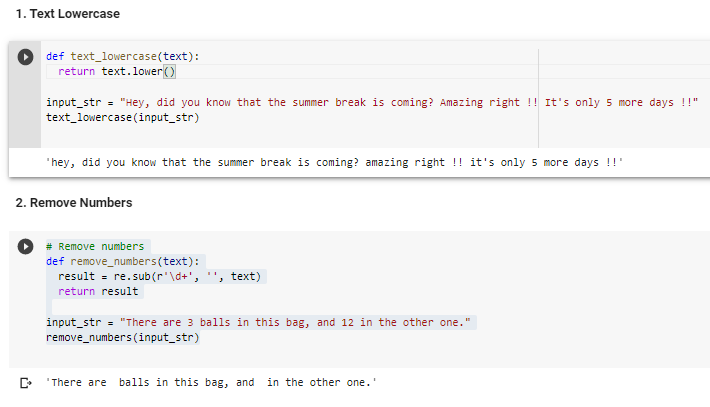 1. Text Lowercase
def text_lowercase(text):
  return text.lower()
input_str = "Hey, did you know that the summer break is coming? Amazing right !! It's only 5 more days !!"
text_lowercase(input_str)
'hey, did you know that the summer break is coming? amazing right !! it's only 5 more days !!'
2. Remove Numbers
# Remove numbers
def remove_numbers(text):
  result = re.sub(r'\d+', '', text)
  return result
input_str = "There are 3 balls in this bag, and 12 in the other one."
remove_numbers(input_str)
'There are  balls in this bag, and  in the other one.'